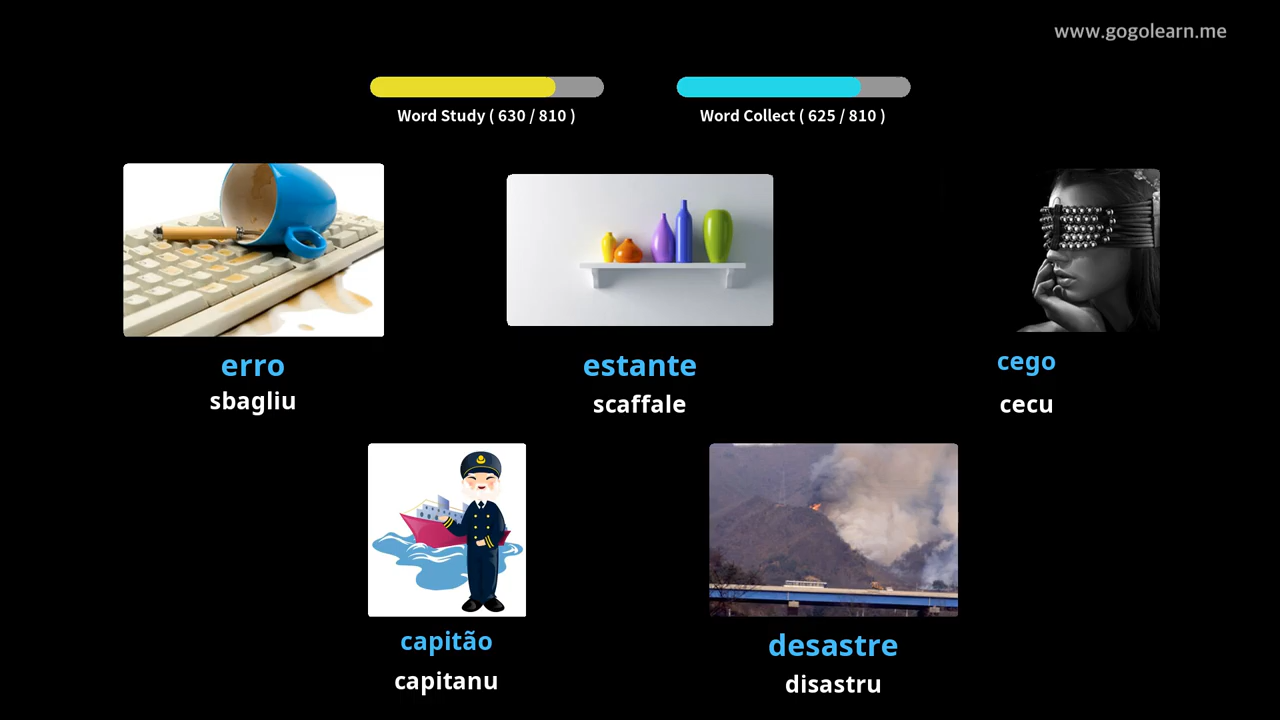 www.gogolearn.me
Word Study ( 630 / 810 )
Word Collect ( 625 / 810 )
erro
sbagliu
estante
scaffale
cego
cecu
capitão
capitanu
desastre
disastru